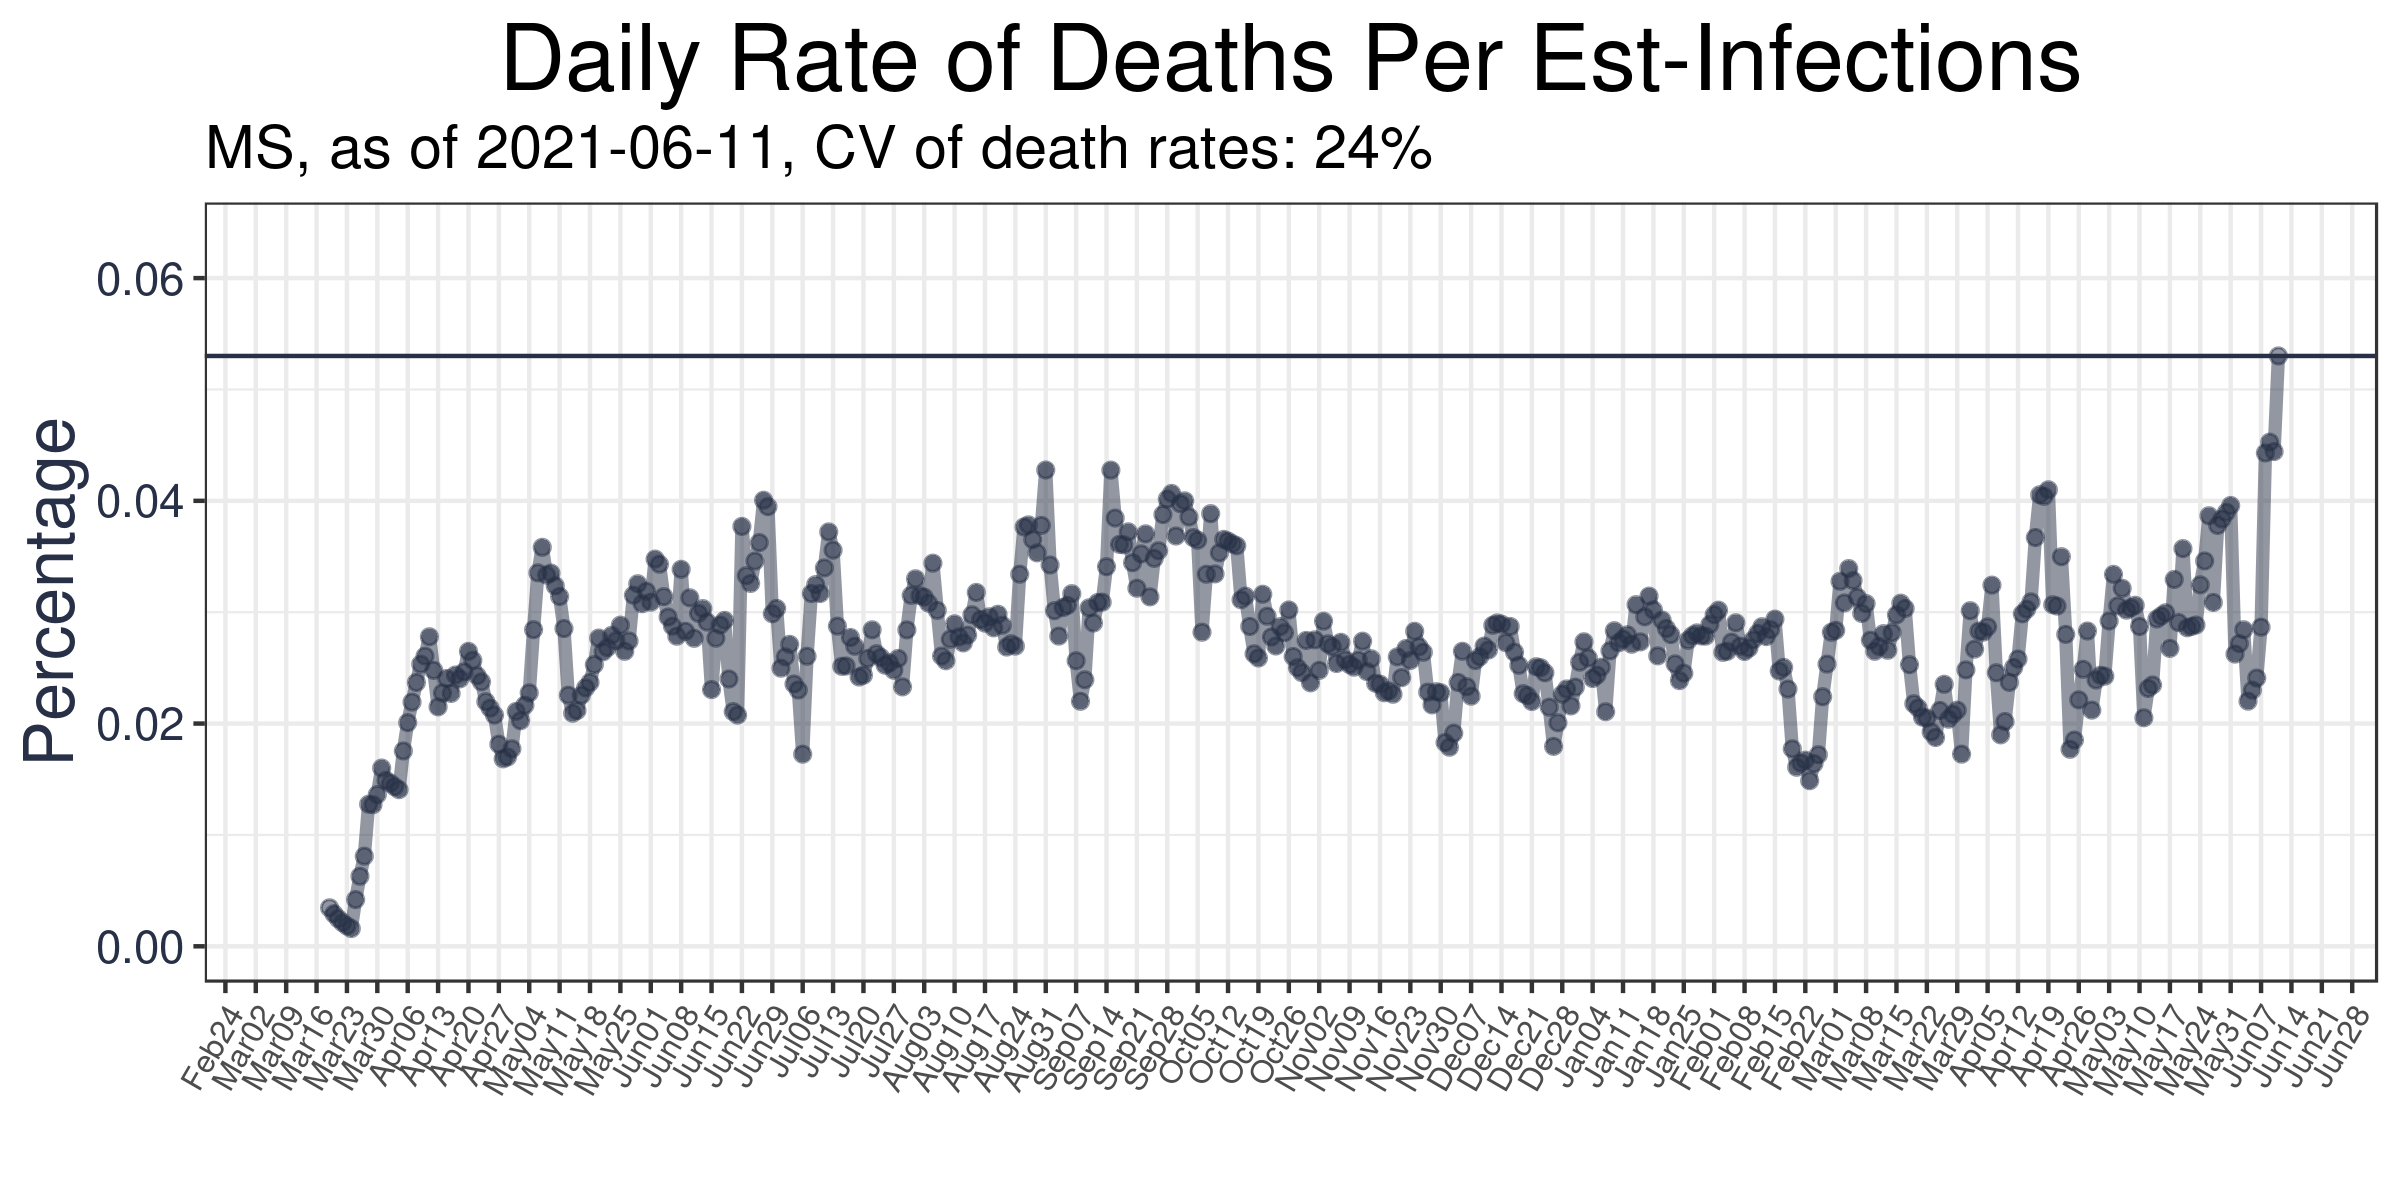 Daily Rate of Deaths Per Est-Infections
MS, as of 2021-06-11, CV of death rates: 24%
Percentage
0.06
0.04
0.02
0.00
Feb24
Mar02
Mar09
Mar16
Mar23
Mar30
Apr06
Apr13
Apr20
Apr27
May04
May11
May18
May25
Jun01
Jun08
Jun15
Jun22
Jun29
Jul06
Jul13
Jul20
Jul27
Aug03
Aug10
Aug17
Aug24
Aug31
Sep07
Sep14
Sep21
Sep28
Oct05
Oct12
Oct19
Oct26
Nov02
Nov09
Nov16
Nov23
Nov30
Dec07
Dec14
Dec21
Dec28
Jan04
Jan11
Jan18
Jan25
Feb01
Feb08
Feb15
Feb22
Mar01
Mar08
Mar15
Mar22
Mar29
Apr05
Apr12
Apr19
Apr26
May03
May10
May17
May24
May31
Jun07
Jun14
Jun21
Jun28